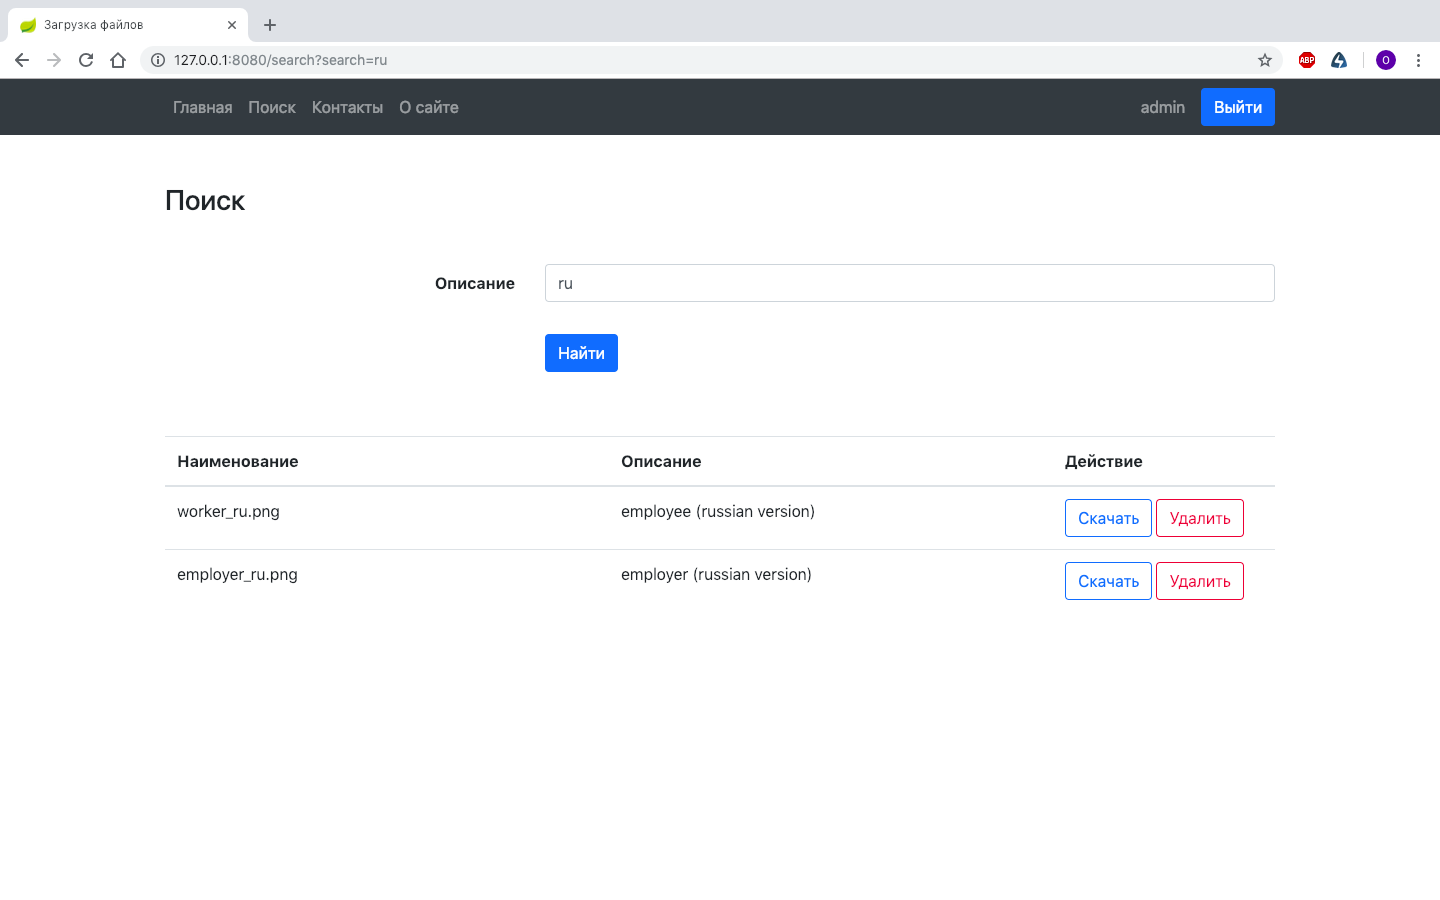 Загрузка файлов
127.0.0.1:8080/search?search=ru
ABP
O
Главная Поиск Контакты О сайте admin Выйти
Поиск
Описание ru
Найти
Наименование Описание Действие
worker_ru.png employee (russian version) Скачать Удалить
employer_ru.png employer (russian version) Скачать Удалить